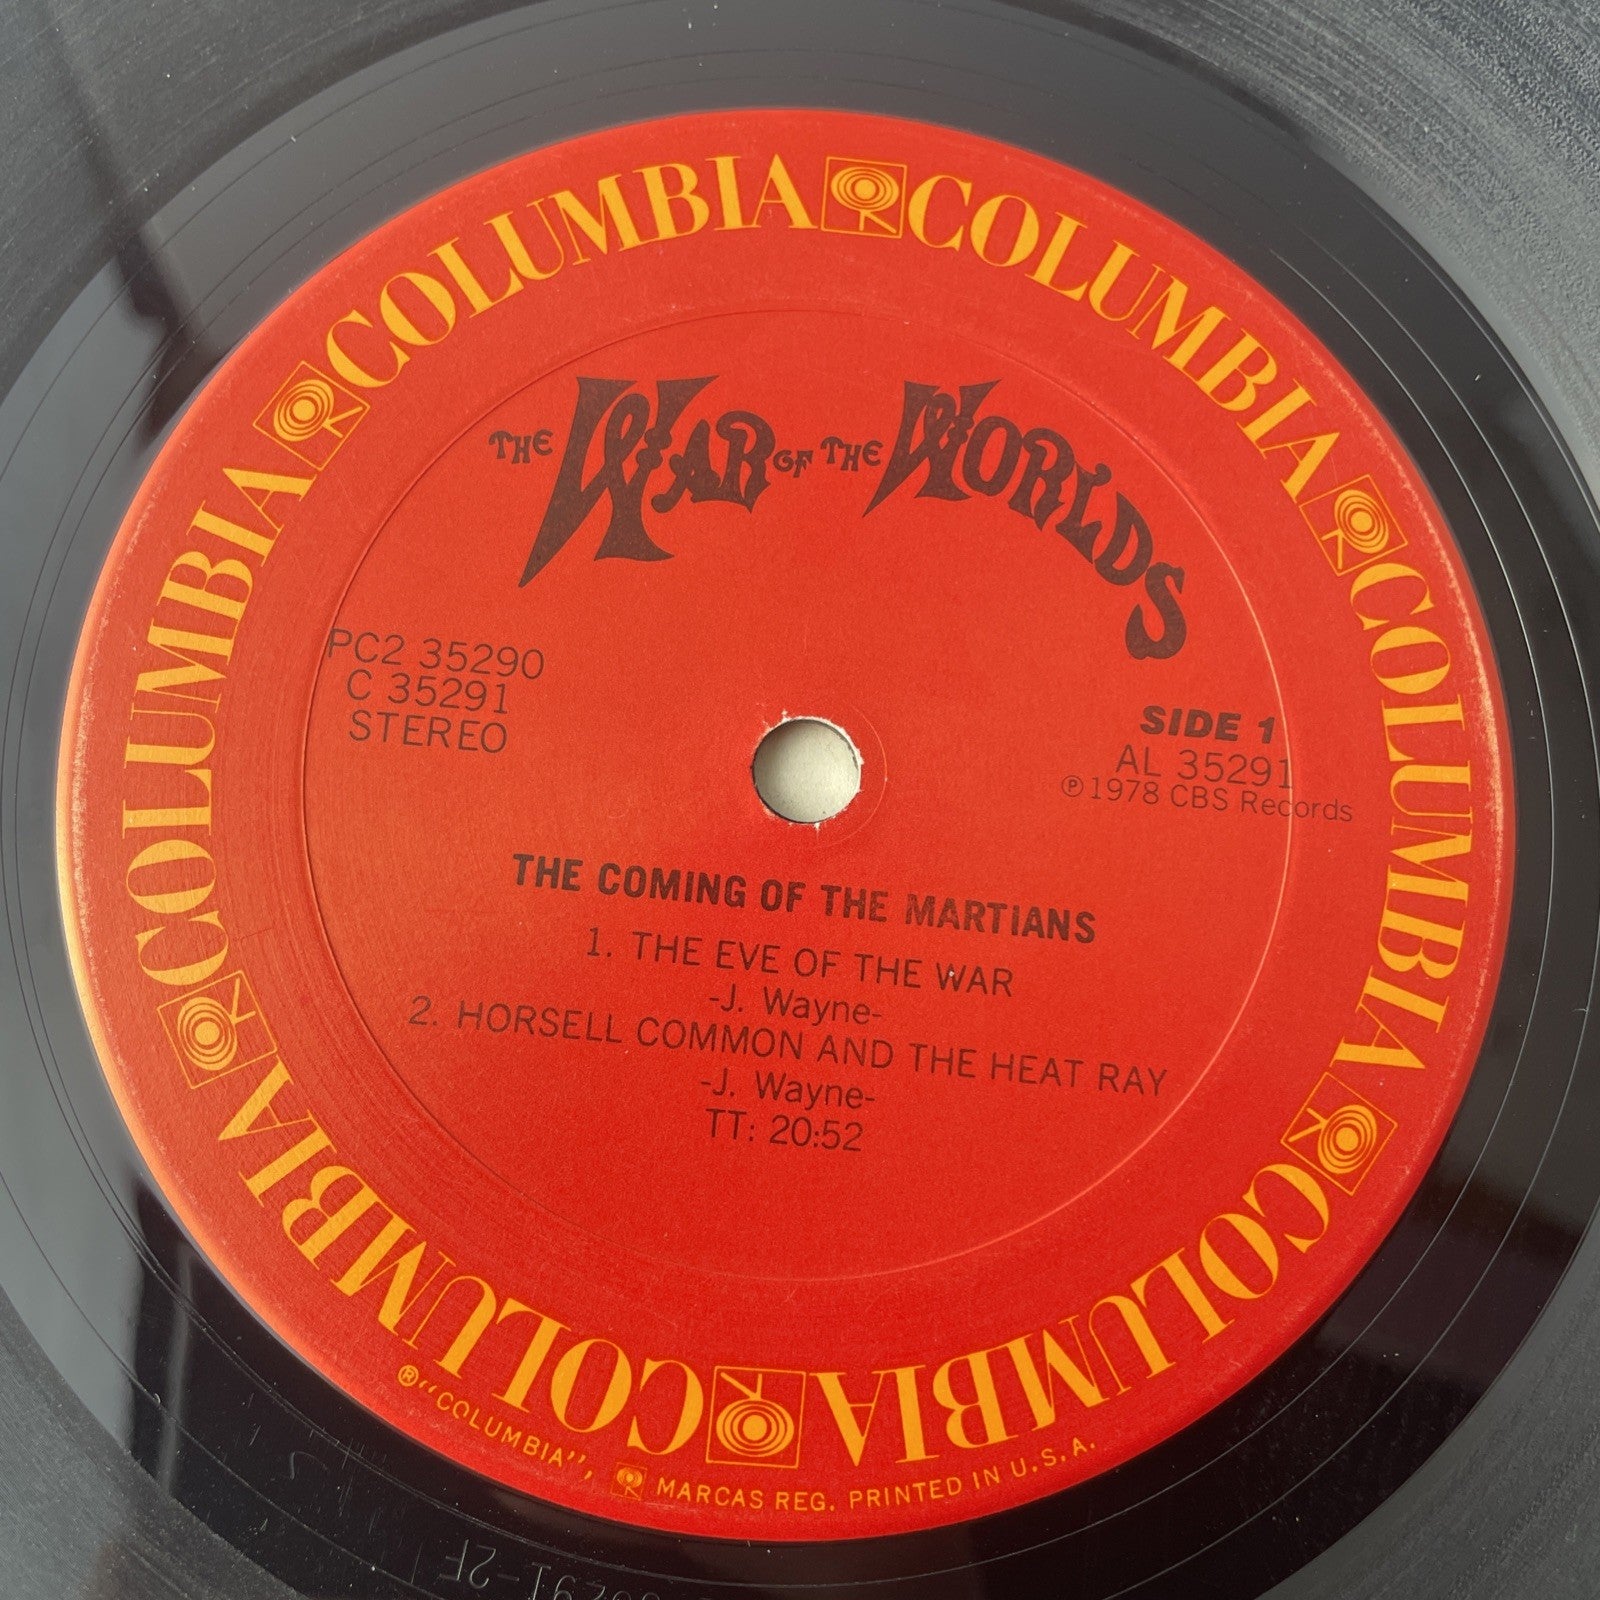 COLUMBIA COLUMBIA COLUMBIA COLUMBIA COLUMBIA COLUMBIA
THE WAR OF THE WORLDS
PC2 35290
C 35291
STEREO
SIDE 1
AL 35291
℗ 1978 CBS Records
THE COMING OF THE MARTIANS
1. THE EVE OF THE WAR
-J. Wayne-
2. HORSELL COMMON AND THE HEAT RAY
-J. Wayne-
TT: 20:52
® "COLUMBIA", MARCAS REG. PRINTED IN U.S.A.